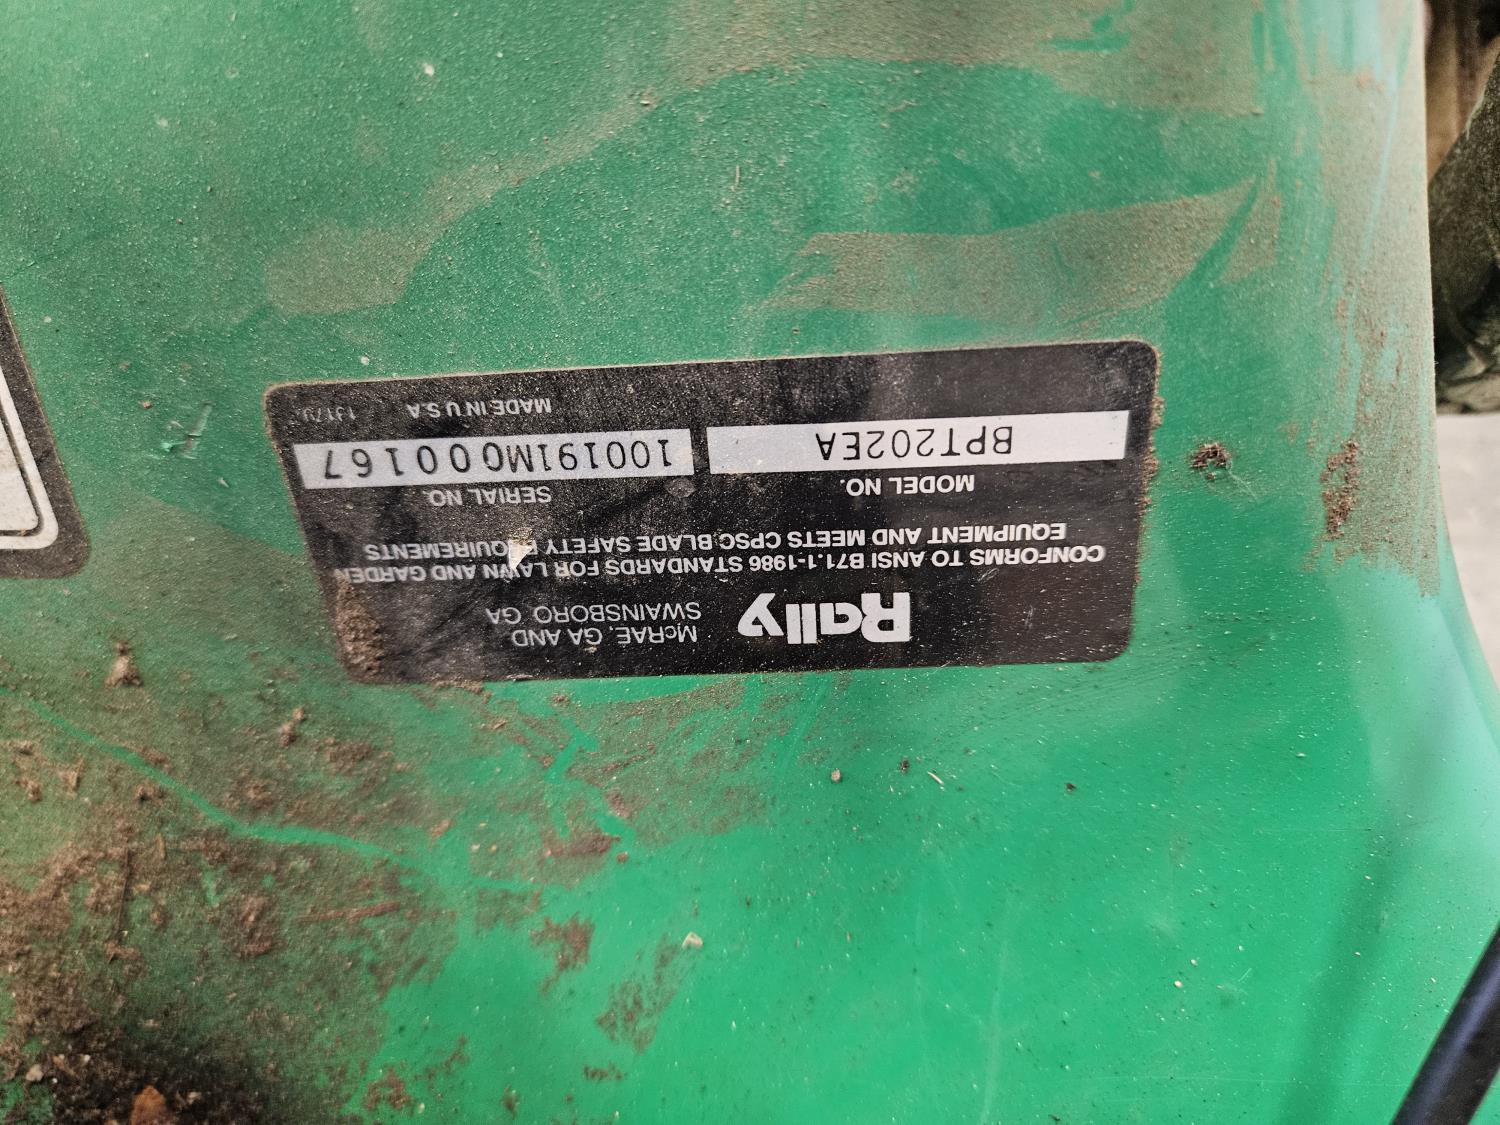 Rally
McRAE, GA AND
SWAINSBORO, GA
CONFORMS TO ANSI B71.1-1986 STANDARDS FOR LAWN AND GARDEN
EQUIPMENT AND MEETS CPSC BLADE SAFETY REQUIREMENTS
MODEL NO. SERIAL NO.
BPT202EA 100191M000167
MADE IN U.S.A.